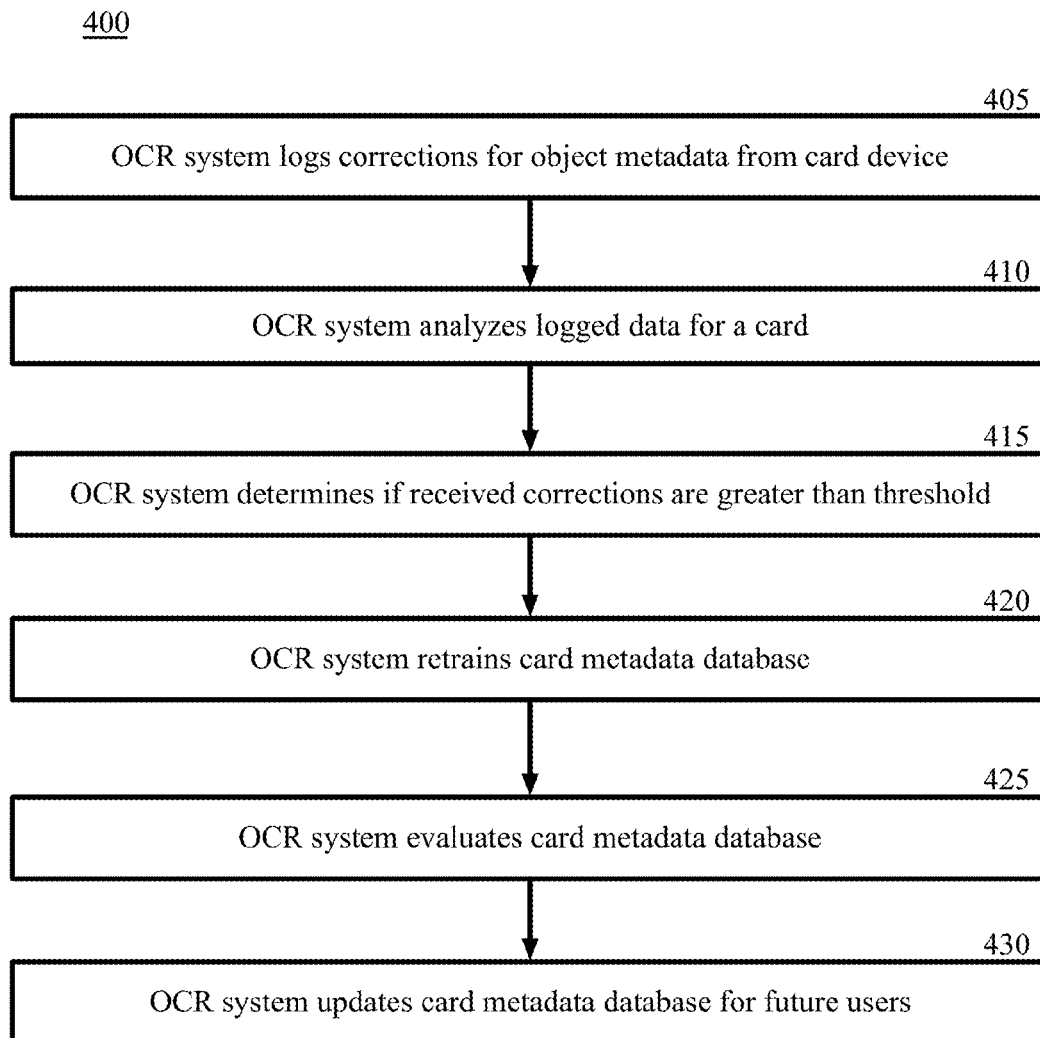 400
405
OCR system logs corrections for object metadata from card device
410
OCR system analyzes logged data for a card
415
OCR system determines if received corrections are greater than threshold
420
OCR system retrains card metadata database
425
OCR system evaluates card metadata database
430
OCR system updates card metadata database for future users